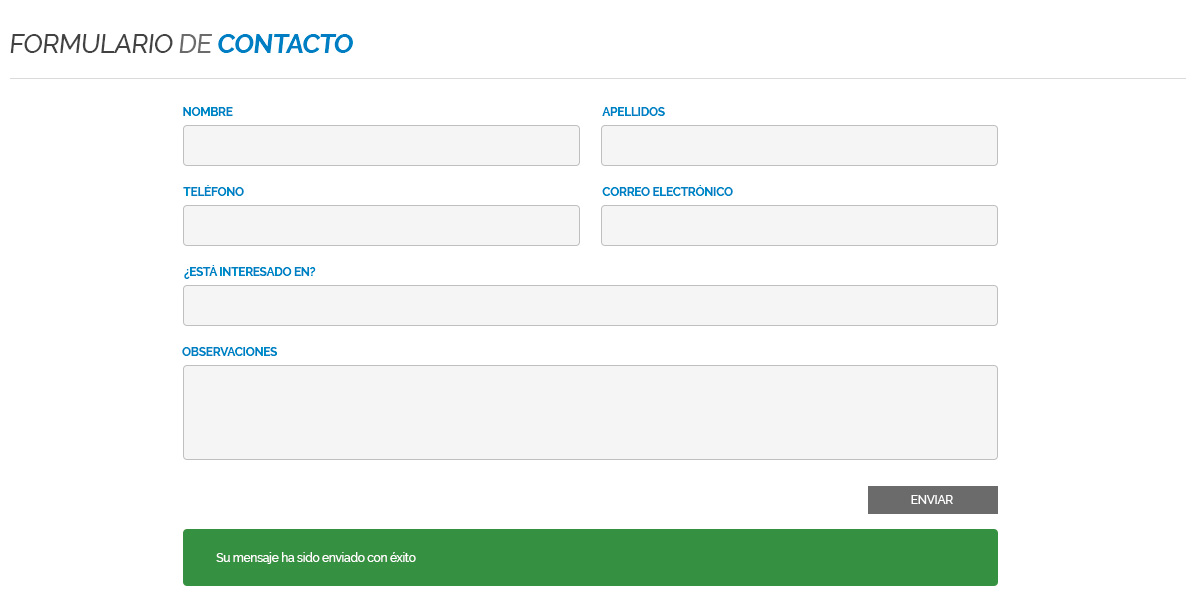 FORMULARIO DE CONTACTO
NOMBRE
APELLIDOS
TELÉFONO
CORREO ELECTRÓNICO
¿ESTÁ INTERESADO EN?
OBSERVACIONES
ENVIAR
Su mensaje ha sido enviado con éxito